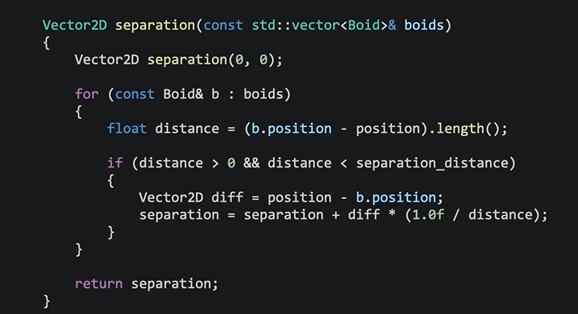 Vector2D separation(const std::vector<Boid>& boids)
{
    Vector2D separation(0, 0);

    for (const Boid& b : boids)
    {
        float distance = (b.position - position).length();

        if (distance > 0 && distance < separation_distance)
        {
            Vector2D diff = position - b.position;
            separation = separation + diff * (1.0f / distance);
        }
    }

    return separation;
}